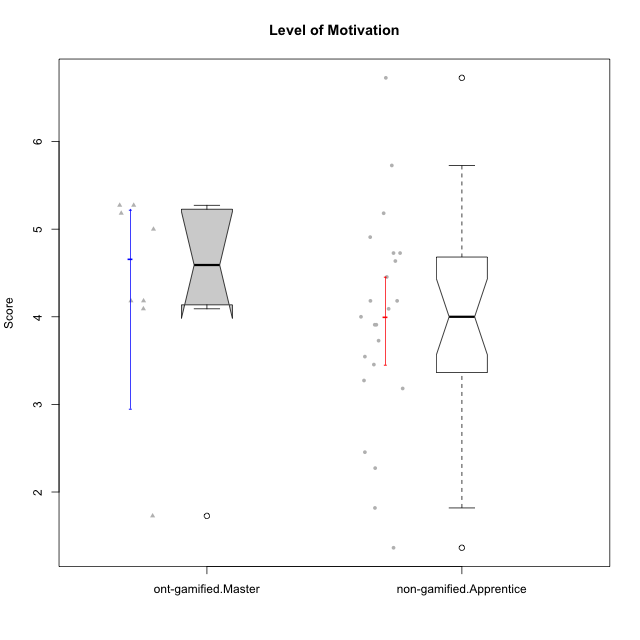 Level of Motivation
Score
6
5
4
3
2
ont-gamified.Master
non-gamified.Apprentice